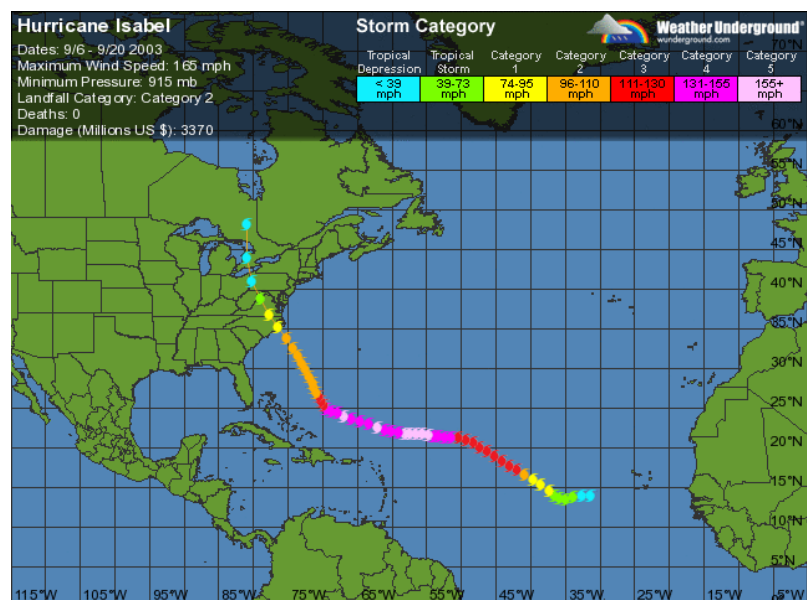 Hurricane Isabel
Dates: 9/6 - 9/20 2003
Maximum Wind Speed: 165 mph
Minimum Pressure: 915 mb
Landfall Category: Category 2
Deaths: 0
Damage (Millions US $): 3370
Storm Category
Weather Underground®
wunderground.com
Tropical Depression
Tropical Storm
Category 1
Category 2
Category 3
Category 4
Category 5
< 39 mph
39-73 mph
74-95 mph
96-110 mph
111-130 mph
131-155 mph
155+ mph
70°N
60°N
55°N
50°N
45°N
40°N
35°N
30°N
25°N
20°N
15°N
10°N
5°N
115°W 105°W 95°W 85°W 75°W 65°W 55°W 45°W 35°W 25°W 15°W 5°W